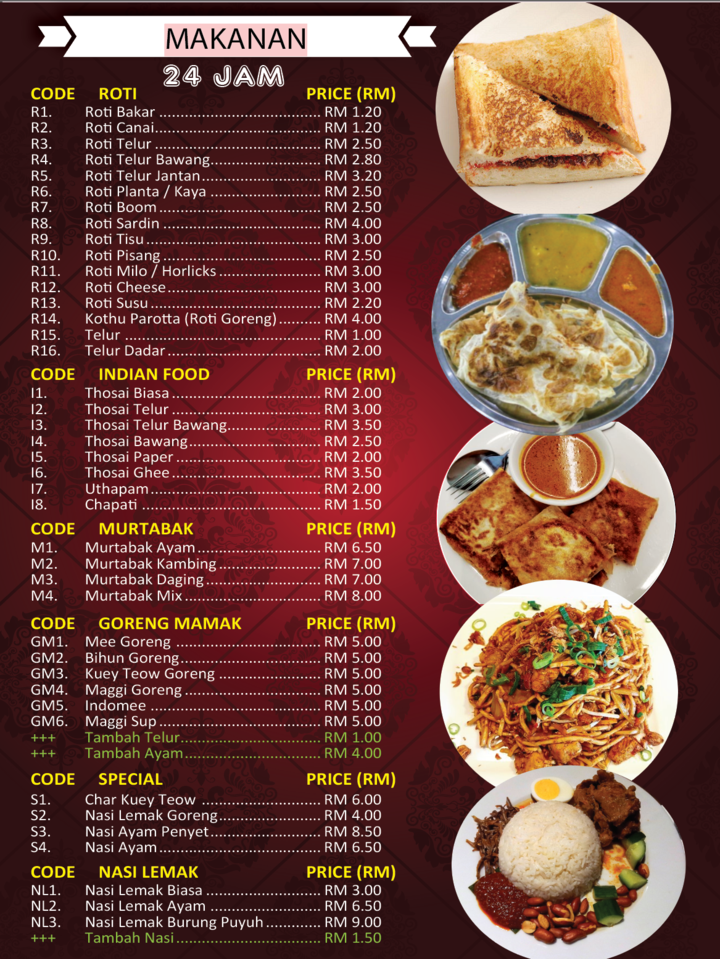 MAKANAN
24 JAM
CODE ROTI PRICE (RM)
R1. Roti Bakar ................................... RM 1.20
R2. Roti Canai.................................... RM 1.20
R3. Roti Telur .................................... RM 2.50
R4. Roti Telur Bawang........................ RM 2.80
R5. Roti Telur Jantan.......................... RM 3.20
R6. Roti Planta / Kaya ........................ RM 2.50
R7. Roti Boom ................................... RM 2.50
R8. Roti Sardin ................................... RM 4.00
R9. Roti Tisu ...................................... RM 3.00
R10. Roti Pisang ................................... RM 2.50
R11. Roti Milo / Horlicks ...................... RM 3.00
R12. Roti Cheese.................................. RM 3.00
R13. Roti Susu ..................................... RM 2.20
R14. Kothu Parotta (Roti Goreng).......... RM 4.00
R15. Telur ........................................... RM 1.00
R16. Telur Dadar.................................. RM 2.00
CODE INDIAN FOOD PRICE (RM)
I1. Thosai Biasa ................................. RM 2.00
I2. Thosai Telur ................................. RM 3.00
I3. Thosai Telur Bawang..................... RM 3.50
I4. Thosai Bawang.............................. RM 2.50
I5. Thosai Paper ................................ RM 2.00
I6. Thosai Ghee.................................. RM 3.50
I7. Uthapam...................................... RM 2.00
I8. Chapati ........................................ RM 1.50
CODE MURTABAK PRICE (RM)
M1. Murtabak Ayam............................ RM 6.50
M2. Murtabak Kambing....................... RM 7.00
M3. Murtabak Daging.......................... RM 7.00
M4. Murtabak Mix .............................. RM 8.00
CODE GORENG MAMAK PRICE (RM)
GM1. Mee Goreng ................................ RM 5.00
GM2. Bihun Goreng............................... RM 5.00
GM3. Kuey Teow Goreng ....................... RM 5.00
GM4. Maggi Goreng .............................. RM 5.00
GM5. Indomee...................................... RM 5.00
GM6. Maggi Sup ................................... RM 5.00
+++ Tambah Telur............................... RM 1.00
+++ Tambah Ayam.............................. RM 4.00
CODE SPECIAL PRICE (RM)
S1. Char Kuey Teow .......................... RM 6.00
S2. Nasi Lemak Goreng....................... RM 4.00
S3. Nasi Ayam Penyet......................... RM 8.50
S4. Nasi Ayam.................................... RM 6.50
CODE NASI LEMAK PRICE (RM)
NL1. Nasi Lemak Biasa ......................... RM 3.00
NL2. Nasi Lemak Ayam ......................... RM 6.50
NL3. Nasi Lemak Burung Puyuh............. RM 9.00
+++ Tambah Nasi................................ RM 1.50